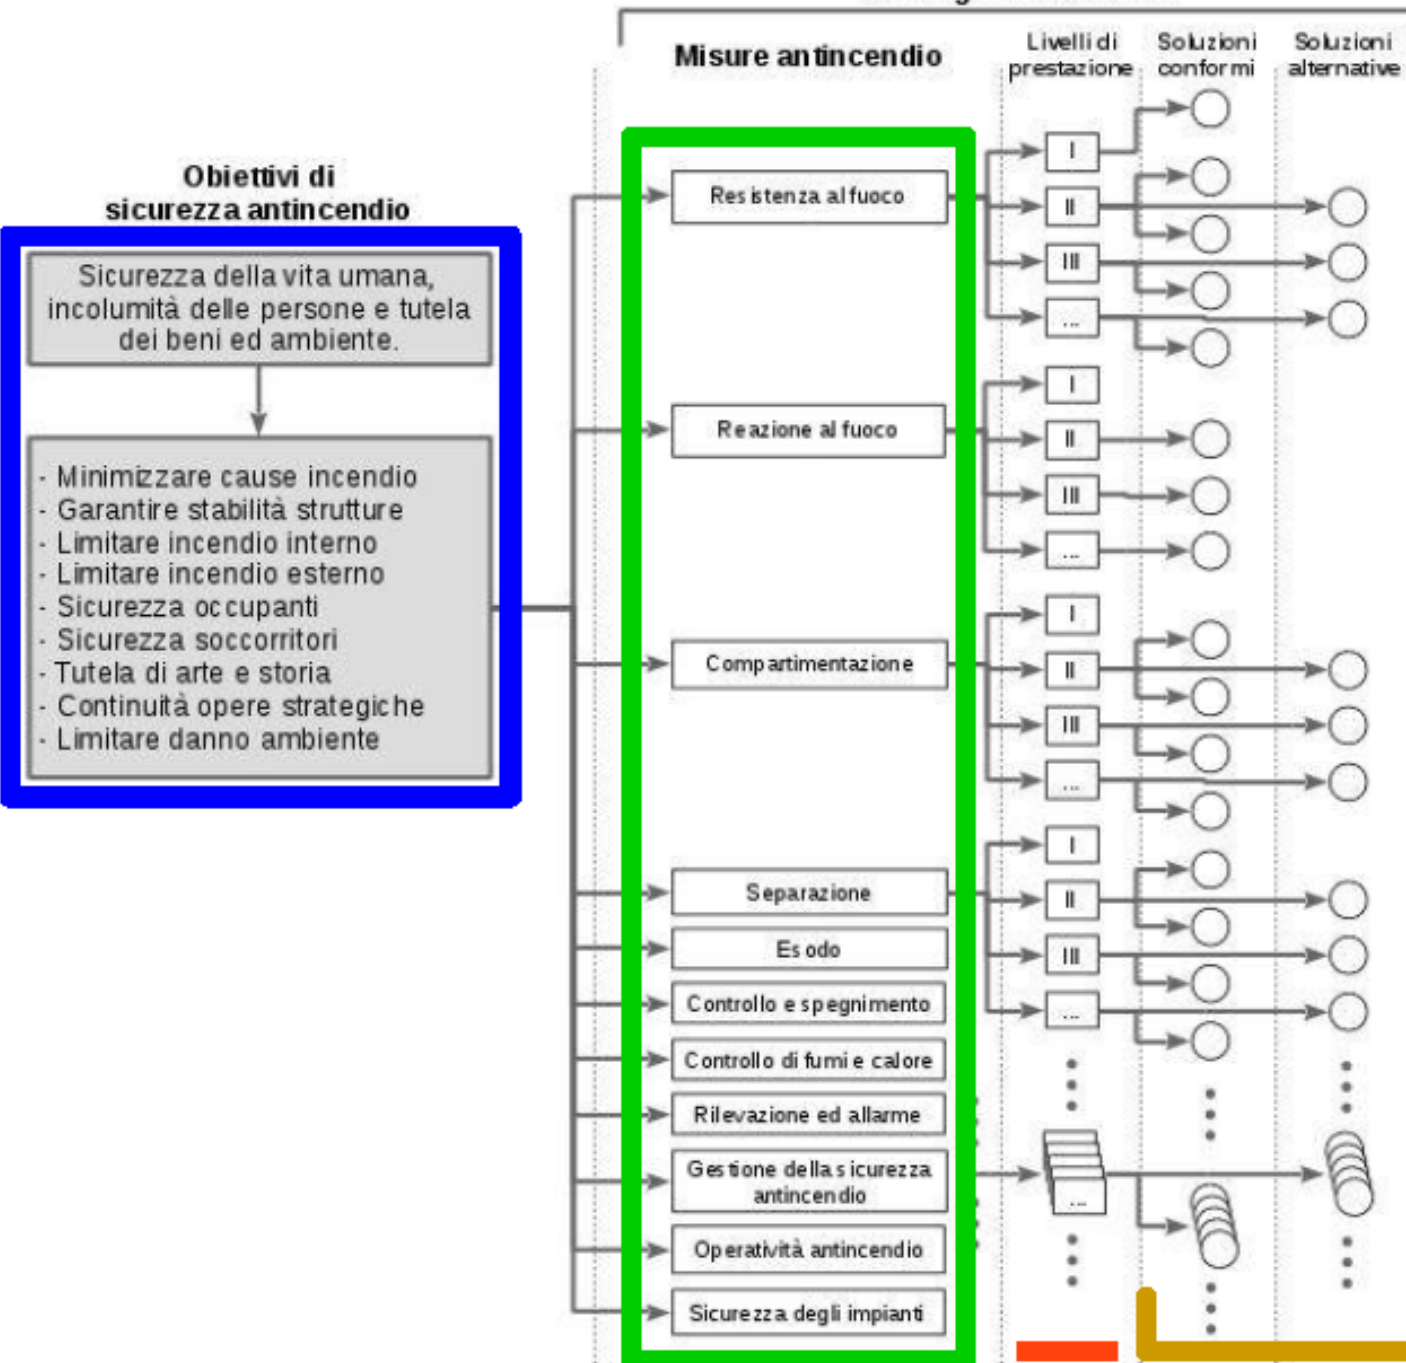 Misure antincendio
Livelli di
prestazione
Soluzioni
conformi
Soluzioni
alternative
Obiettivi di
sicurezza antincendio
Sicurezza della vita umana,
incolumità delle persone e tutela
dei beni ed ambiente.
- Minimizzare cause incendio
- Garantire stabilità strutture
- Limitare incendio interno
- Limitare incendio esterno
- Sicurezza occupanti
- Sicurezza soccorritori
- Tutela di arte e storia
- Continuità opere strategiche
- Limitare danno ambiente
Resistenza al fuoco
I
II
III
...
Reazione al fuoco
I
II
III
...
Compartimentazione
I
II
III
...
Separazione
I
II
III
...
Esodo
Controllo e spegnimento
Controllo di fumi e calore
Rilevazione ed allarme
Gestione della sicurezza
antincendio
...
Operatività antincendio
Sicurezza degli impianti